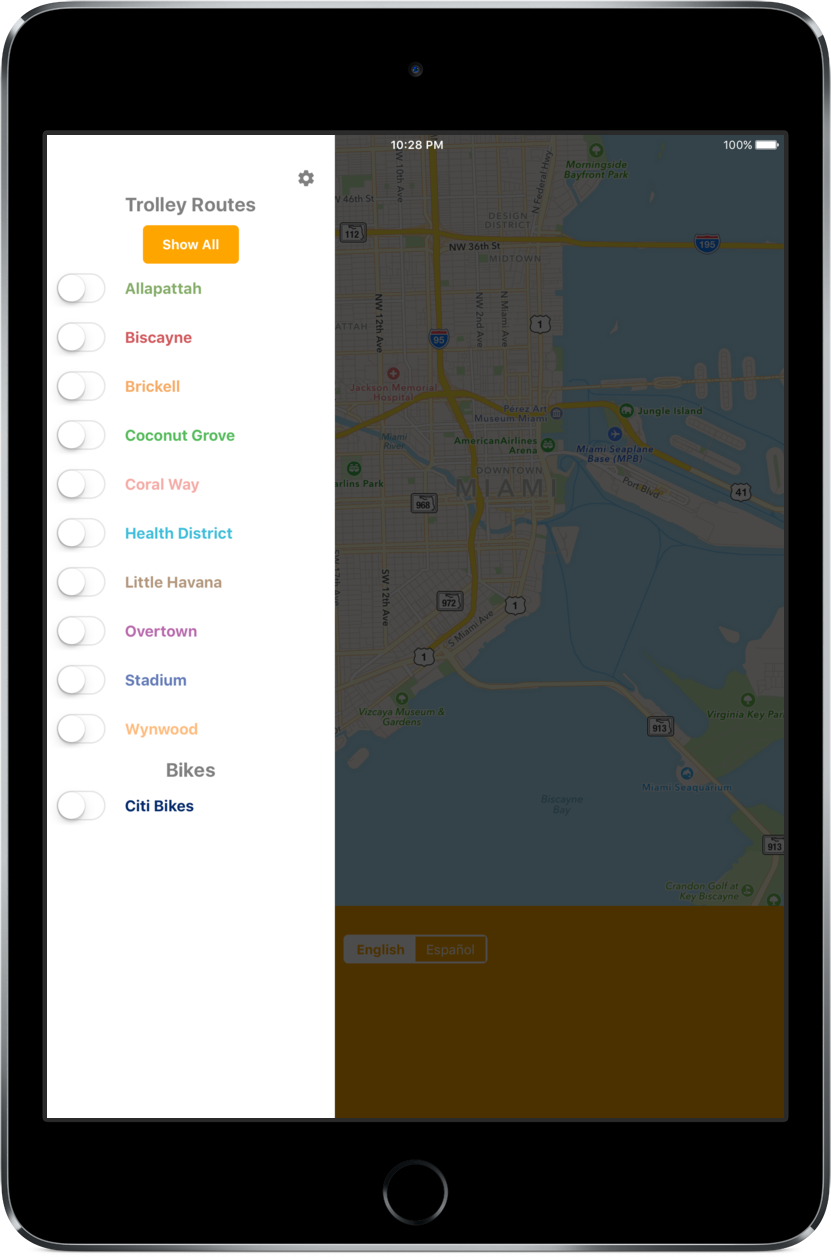 10:28 PM
100%
Trolley Routes
Show All
Allapattah
Biscayne
Brickell
Coconut Grove
Coral Way
Health District
Little Havana
Overtown
Stadium
Wynwood
Bikes
Citi Bikes
Morningside
Bayfront Park
N Federal Hwy
NW 10th Ave
W 46th St
DESIGN
DISTRICT
112
NW 36th St
195
MIDTOWN
NW 12th Ave
NW 2nd Ave
N Miami Ave
1
ATTAH
95
Jackson Memorial
Hospital
Pérez Art
Museum Miami
Jungle Island
Miami
River
AmericanAirlines
Arena
Miami-Seaplane
Base (MPB)
arlins Park
DOWNTOWN
MIAMI
Port Blvd
41
968
SW 12th Ave
972
1
S Miami Ave
1
Vizcaya Museum &
Gardens
Virginia Key Par
913
Miami Seaquarium
Biscayne
Bay
913
Crandon Golf at
Key Biscayne
English
Español